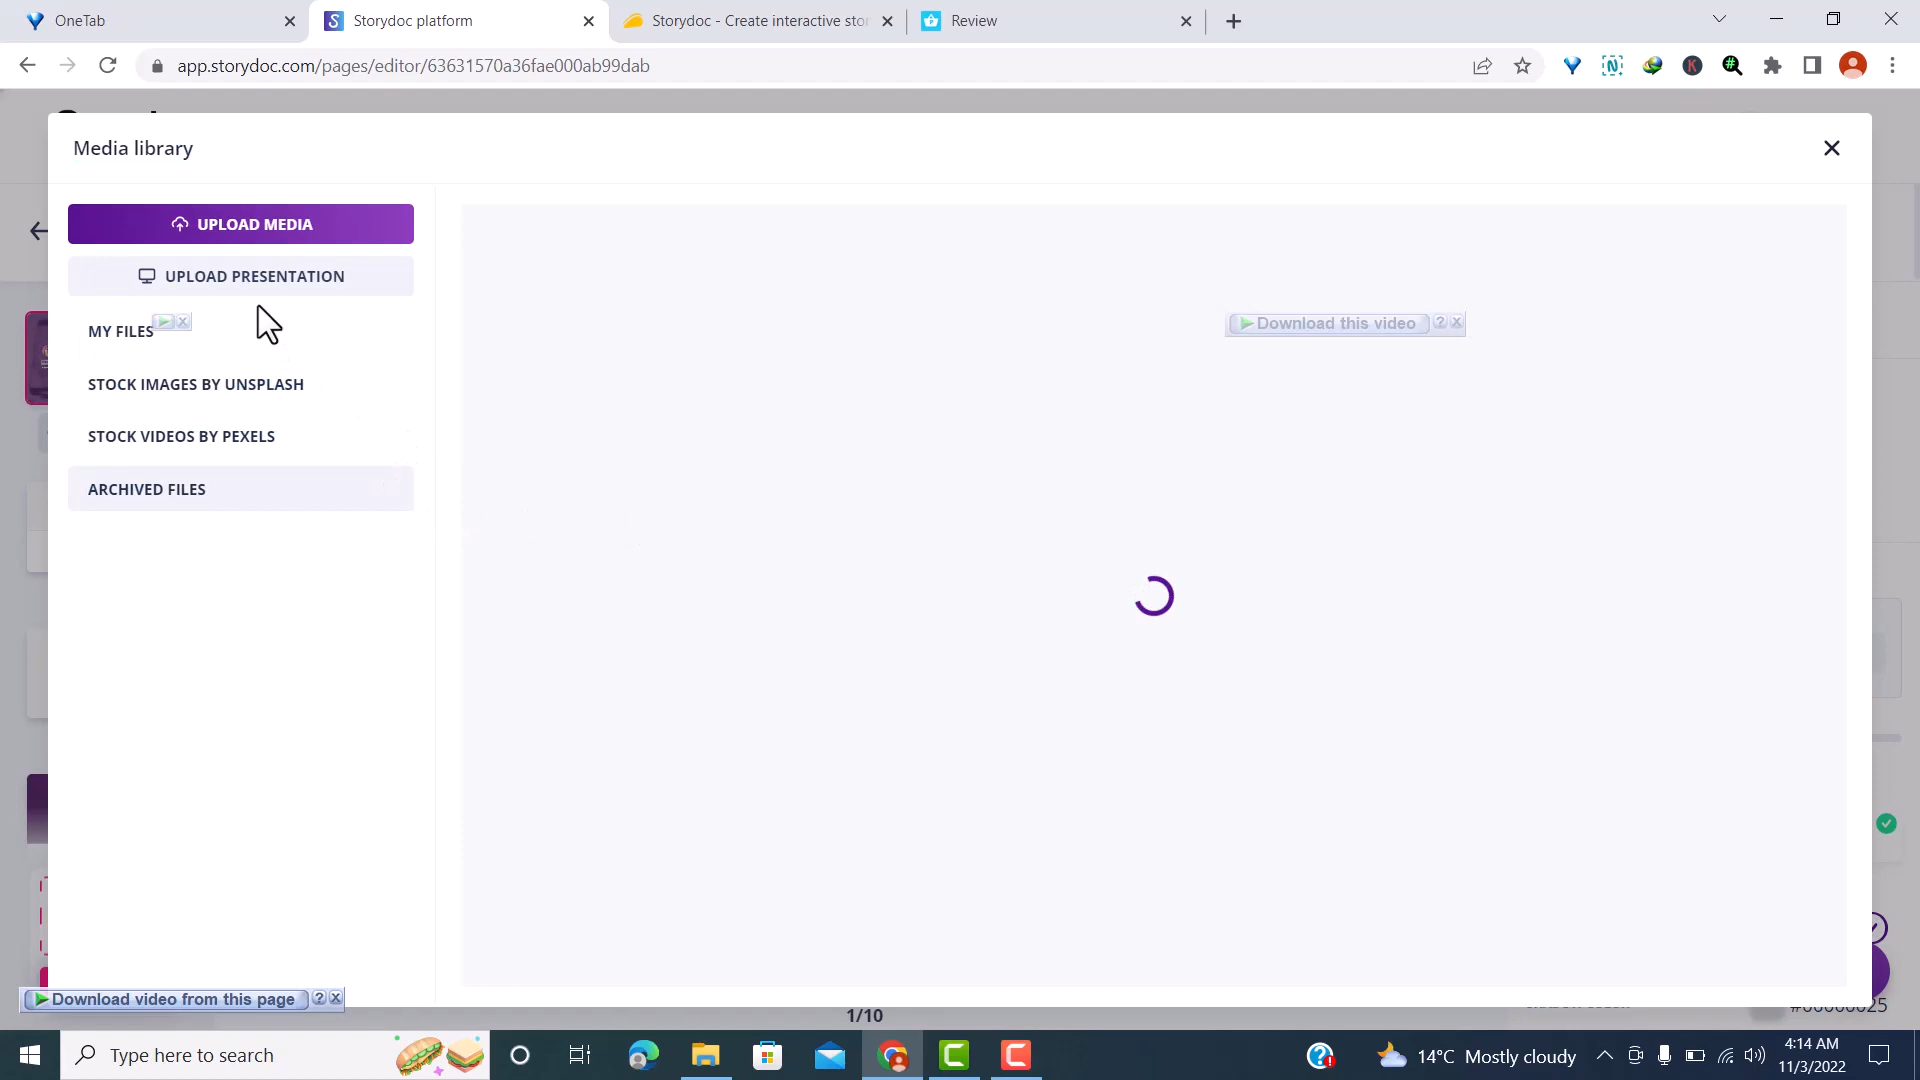 OneTab
Storydoc platform
Storydoc - Create interactive stor
Review
app.storydoc.com/pages/editor/63631570a36fae000ab99dab
Media library
UPLOAD MEDIA
UPLOAD PRESENTATION
MY FILES
Download this video
STOCK IMAGES BY UNSPLASH
STOCK VIDEOS BY PEXELS
ARCHIVED FILES
Download video from this page
1/10
#00000025
Type here to search
14°C Mostly cloudy
4:14 AM
11/3/2022